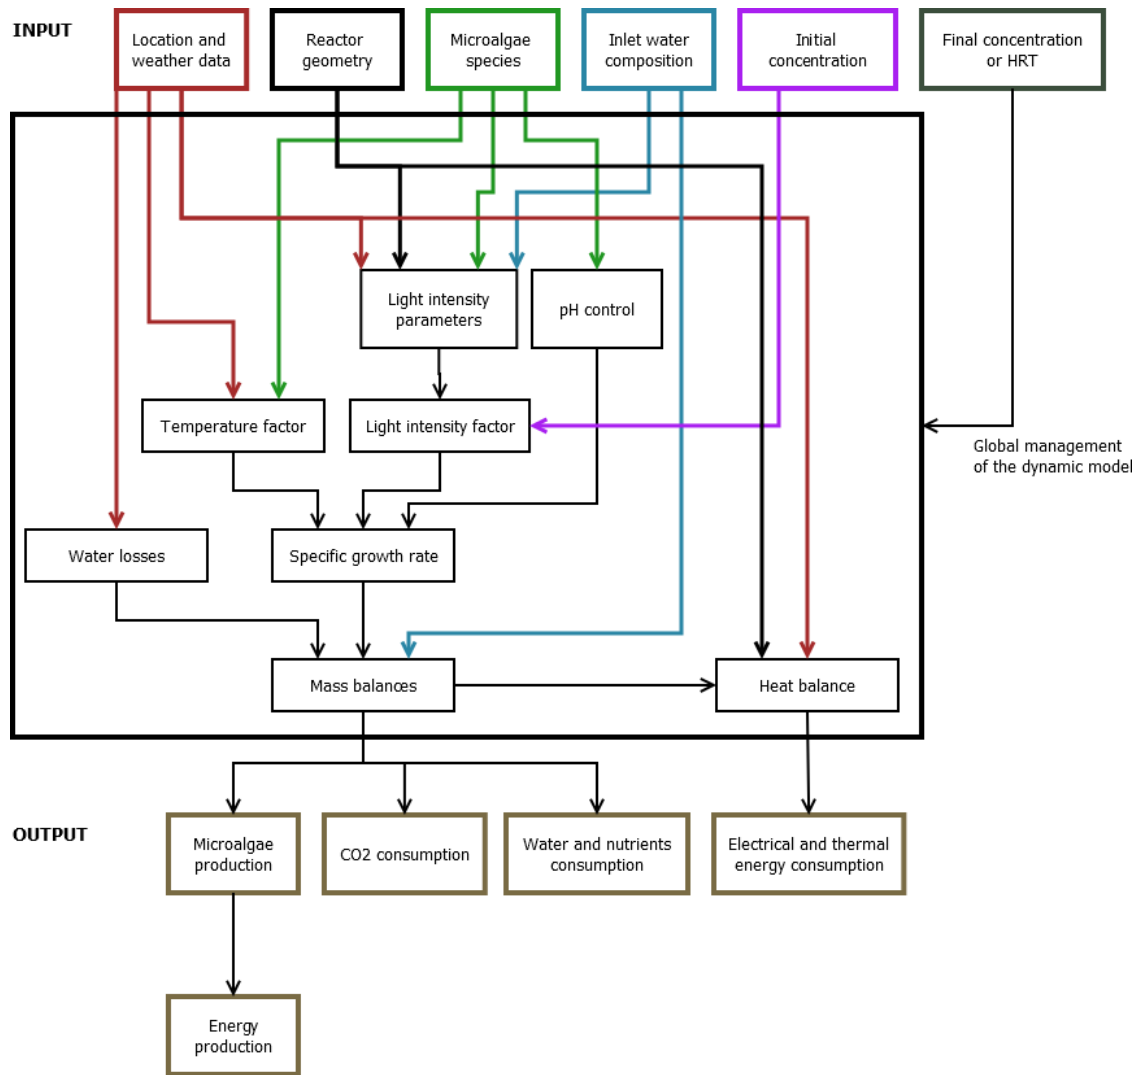 INPUT
Location and
weather data
Reactor
geometry
Microalgae
species
Inlet water
composition
Initial
concentration
Final concentration
or HRT
Light intensity
parameters
pH control
Temperature factor
Light intensity factor
Global management
of the dynamic model
Water losses
Specific growth rate
Mass balances
Heat balance
OUTPUT
Microalgae
production
CO2 consumption
Water and nutrients
consumption
Electrical and thermal
energy consumption
Energy
production